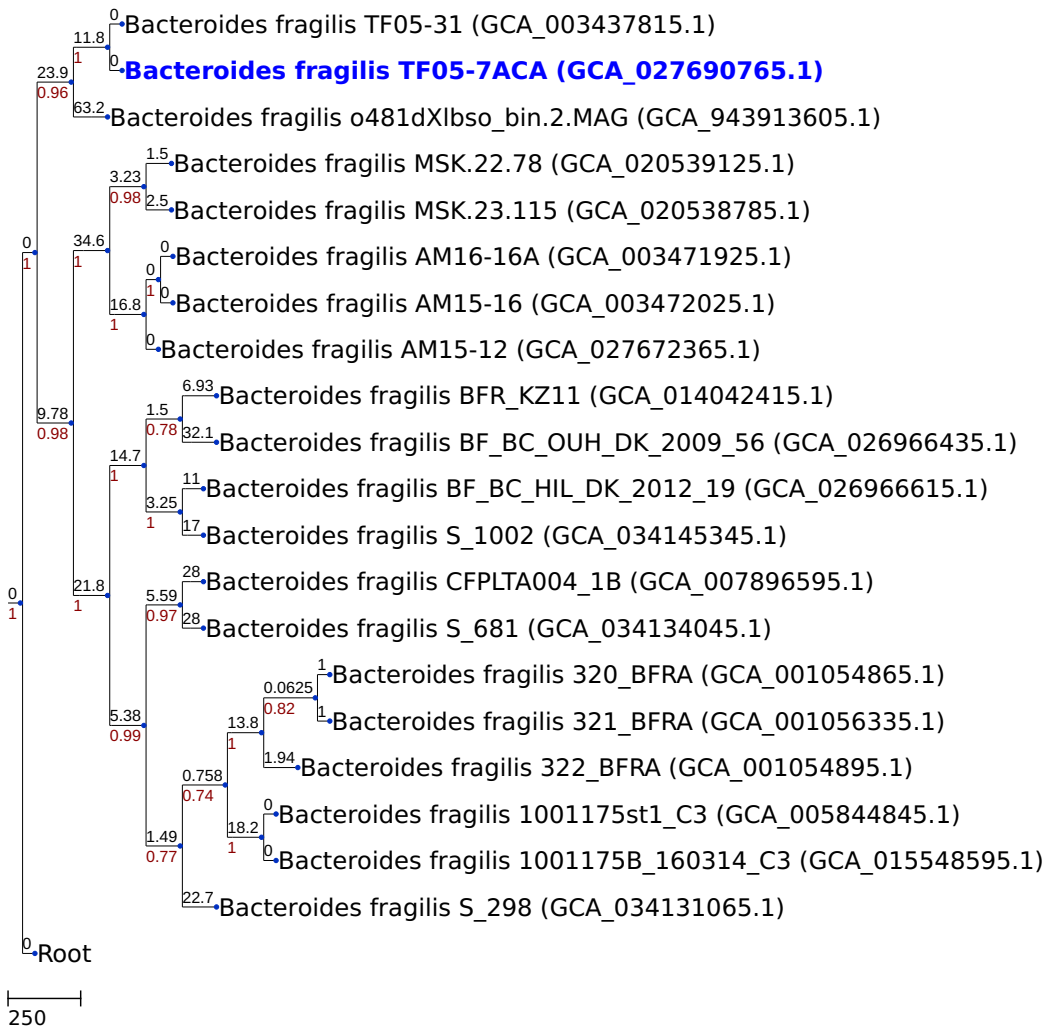 0
Bacteroides fragilis TF05-31 (GCA_003437815.1)
11.8
1
0
Bacteroides fragilis TF05-7ACA (GCA_027690765.1)
23.9
0.96
63.2
Bacteroides fragilis o481dXlbso_bin.2.MAG (GCA_943913605.1)
1.5
Bacteroides fragilis MSK.22.78 (GCA_020539125.1)
3.23
0.98
2.5
Bacteroides fragilis MSK.23.115 (GCA_020538785.1)
0
1
34.6
1
0
Bacteroides fragilis AM16-16A (GCA_003471925.1)
0
1
0
Bacteroides fragilis AM15-16 (GCA_003472025.1)
16.8
1
0
Bacteroides fragilis AM15-12 (GCA_027672365.1)
6.93
Bacteroides fragilis BFR_KZ11 (GCA_014042415.1)
9.78
0.98
1.5
0.78
32.1
Bacteroides fragilis BF_BC_OUH_DK_2009_56 (GCA_026966435.1)
14.7
1
11
Bacteroides fragilis BF_BC_HIL_DK_2012_19 (GCA_026966615.1)
3.25
1
17
Bacteroides fragilis S_1002 (GCA_034145345.1)
28
Bacteroides fragilis CFPLTA004_1B (GCA_007896595.1)
0
1
21.8
1
5.59
0.97
28
Bacteroides fragilis S_681 (GCA_034134045.1)
1
Bacteroides fragilis 320_BFRA (GCA_001054865.1)
0.0625
0.82
1
Bacteroides fragilis 321_BFRA (GCA_001056335.1)
5.38
0.99
13.8
1
1.94
Bacteroides fragilis 322_BFRA (GCA_001054895.1)
0.758
0.74
0
Bacteroides fragilis 1001175st1_C3 (GCA_005844845.1)
18.2
1
0
Bacteroides fragilis 1001175B_160314_C3 (GCA_015548595.1)
1.49
0.77
22.7
Bacteroides fragilis S_298 (GCA_034131065.1)
0
Root
250